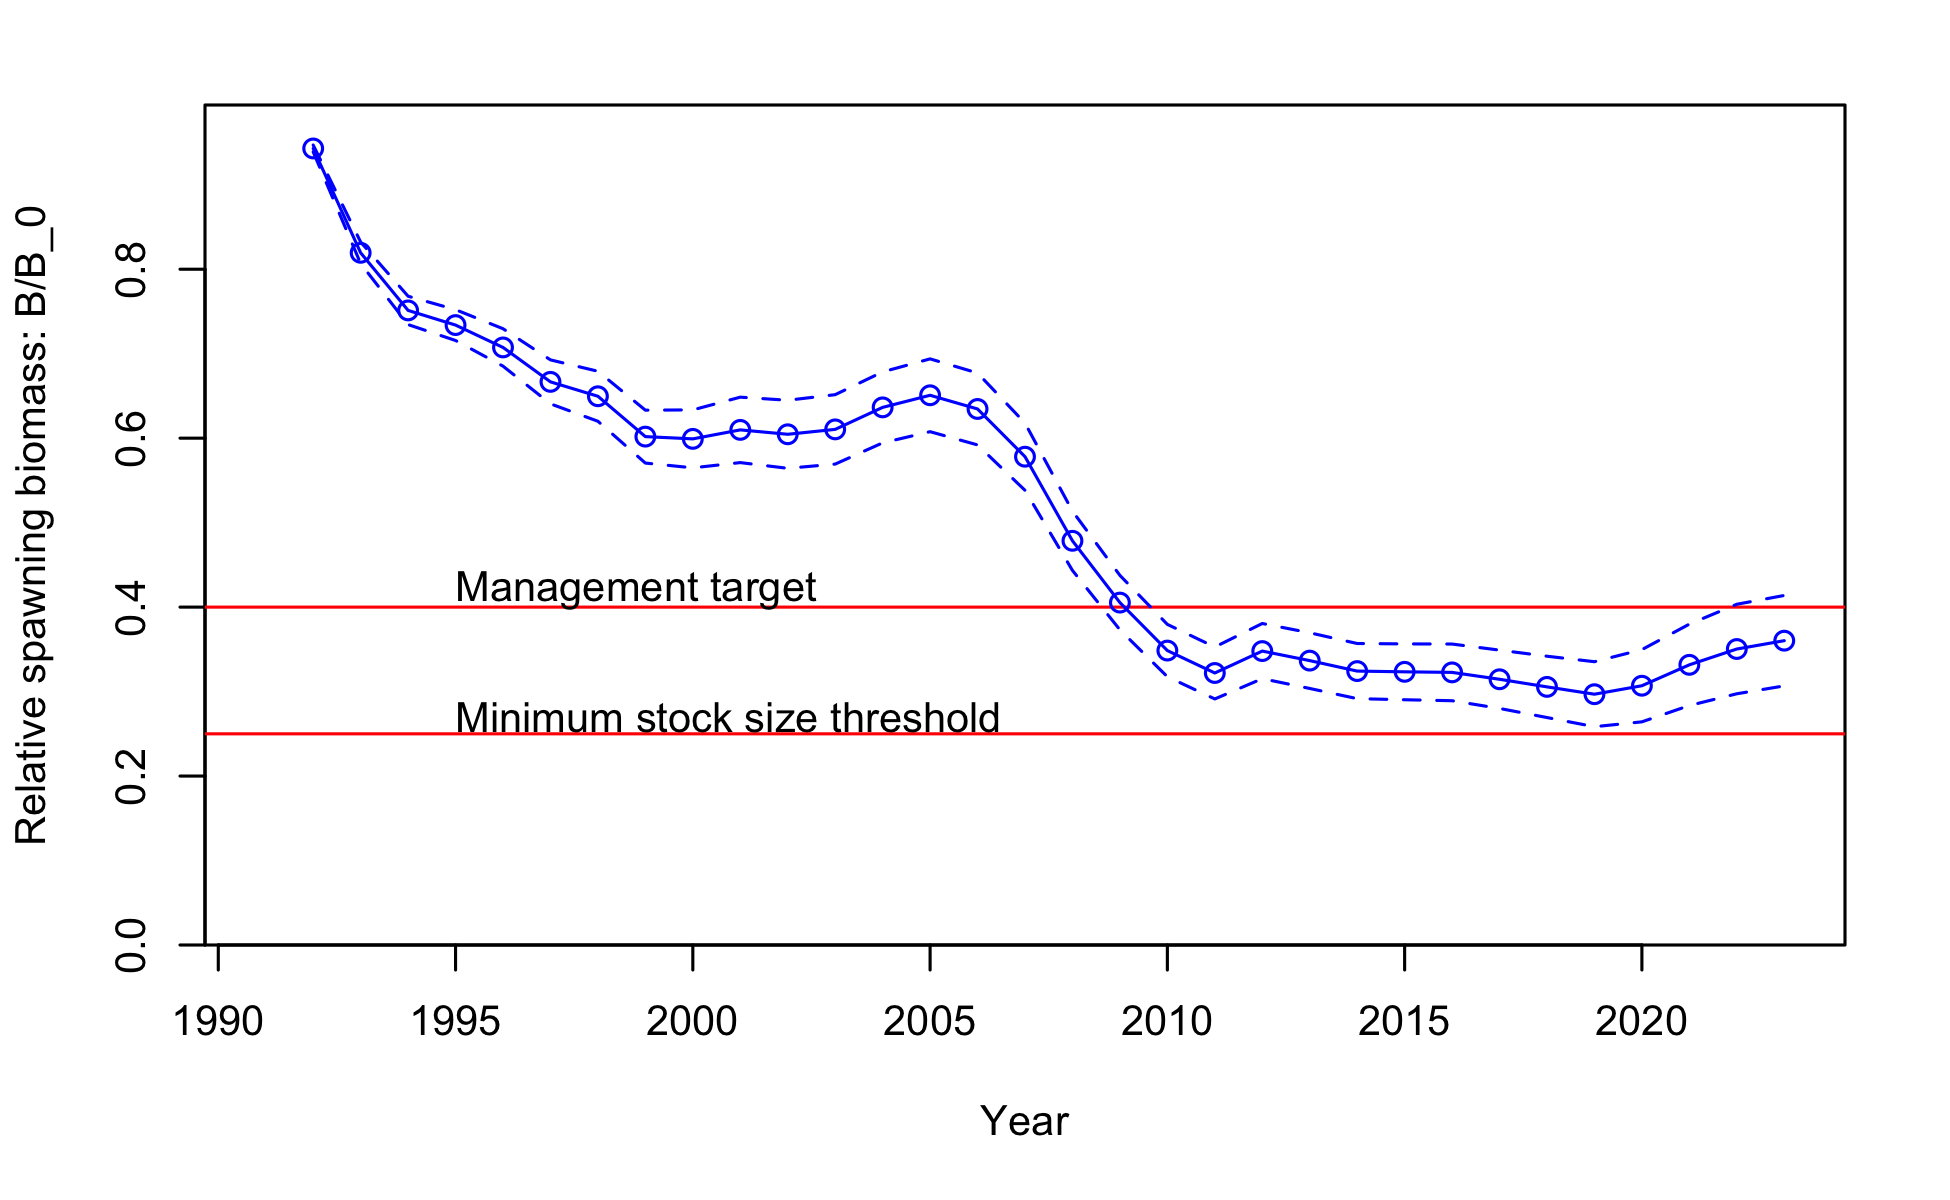 Relative spawning biomass: B/B_0
0.8
0.6
0.4
0.2
0.0
Management target
Minimum stock size threshold
1990 1995 2000 2005 2010 2015 2020
Year